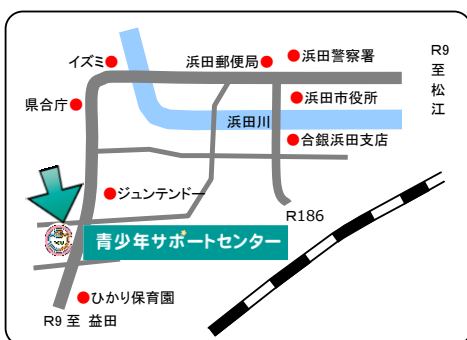 イズミ
浜田郵便局
浜田警察署
R9
至
松
江
県合庁
浜田市役所
浜田川
合銀浜田支店
ジュンテンドー
R186
青少年サポートセンター
ひかり保育園
R9 至 益田